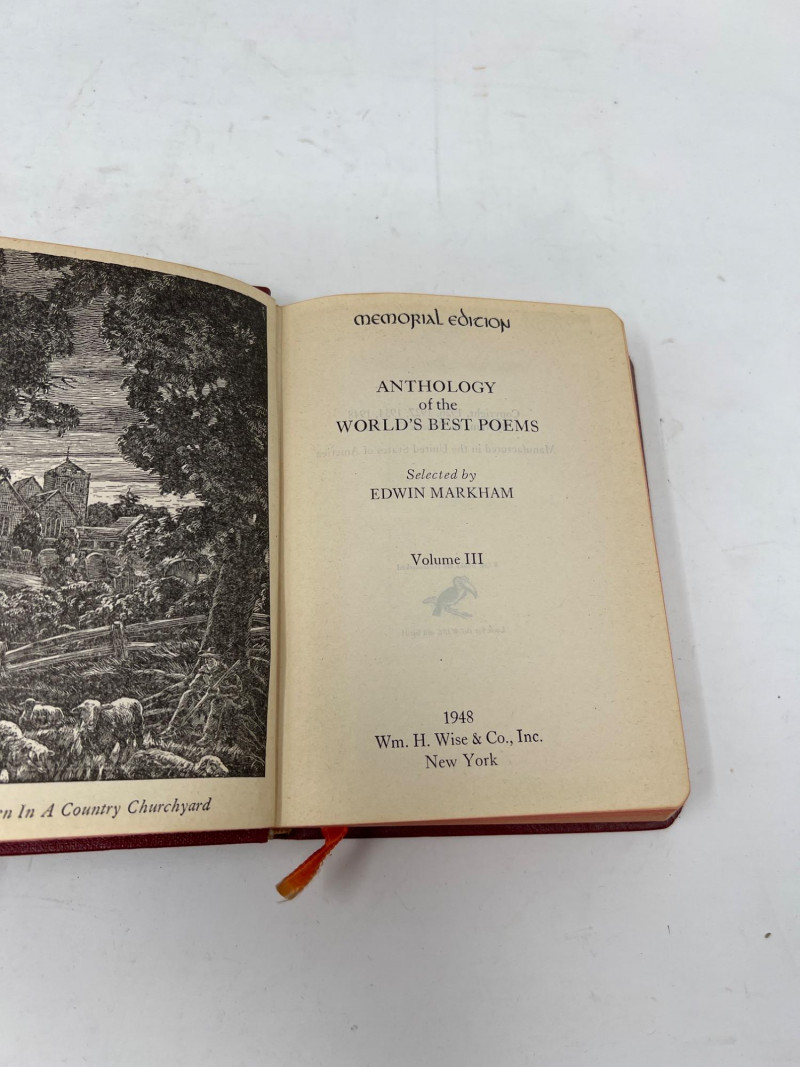 n In A Country Churchyard
MEMORIAL EDITION
ANTHOLOGY
of the
WORLD'S BEST POEMS
Selected by
EDWIN MARKHAM
Volume III
1948
Wm. H. Wise & Co., Inc.
New York